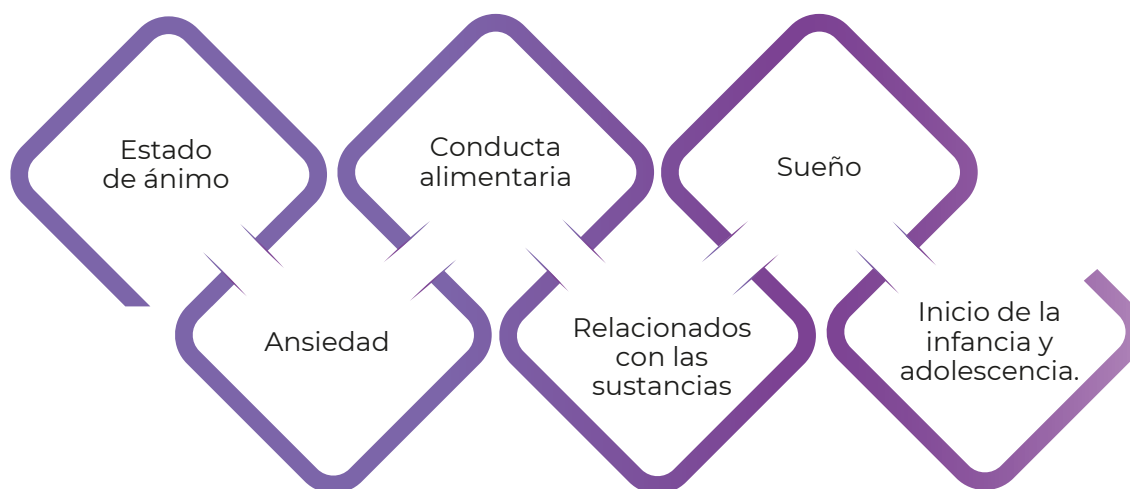 Estado
de ánimo
Ansiedad
Conducta
alimentaria
Relacionados
con las
sustancias
Sueño
Inicio de la
infancia y
adolescencia.